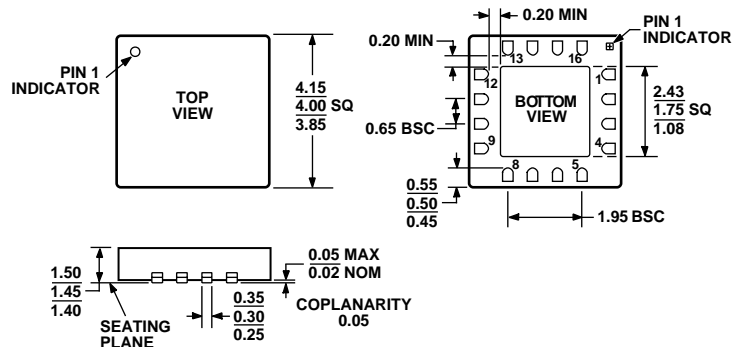 PIN 1
INDICATOR
TOP
VIEW
4.15
4.00 SQ
3.85
0.20 MIN
0.20 MIN
PIN 1
INDICATOR
13
16
12
1
0.65 BSC
BOTTOM
VIEW
2.43
1.75 SQ
1.08
9
4
8
5
0.55
0.50
0.45
1.95 BSC
1.50
1.45
1.40
SEATING
PLANE
0.35
0.30
0.25
0.05 MAX
0.02 NOM
COPLANARITY
0.05